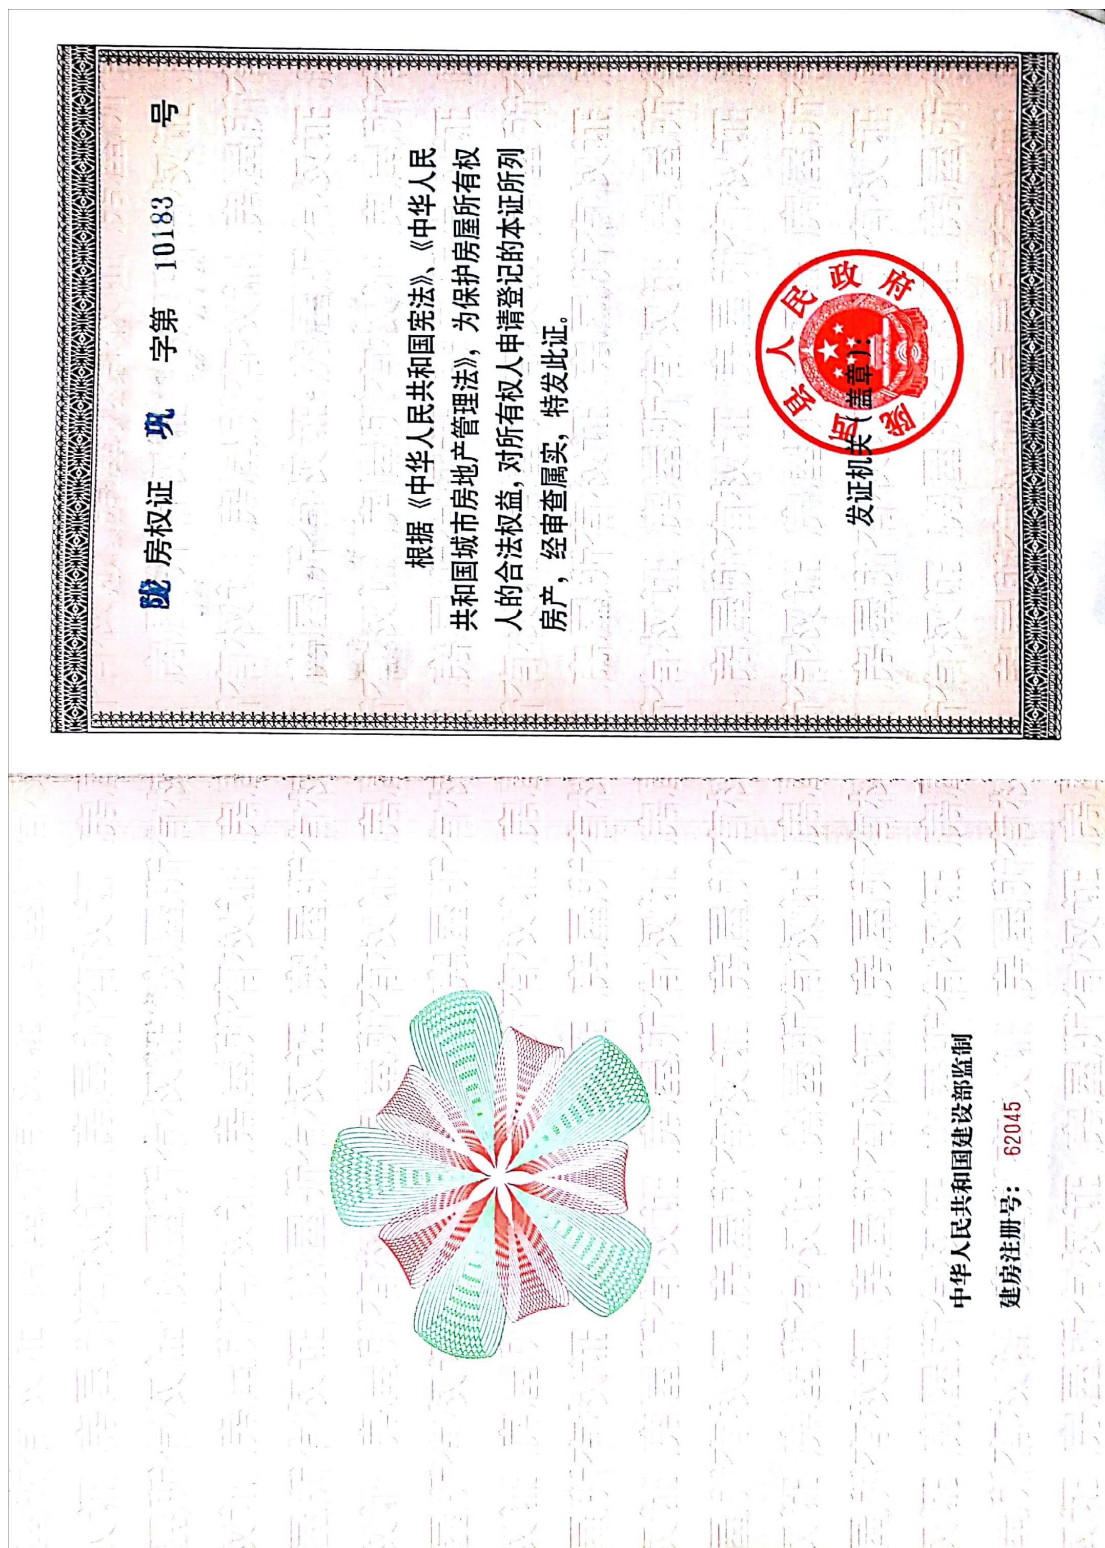 陇 房权证 巩 字第 10183 号
根据《中华人民共和国宪法》、《中华人民
共和国城市房地产管理法》，为保护房屋所有权
人的合法权益，对所有权人申请登记的本证所列
房产，经审查属实，特发此证。
发证机关（盖章）：
陇西县人民政府
中华人民共和国建设部监制
建房注册号： 62045